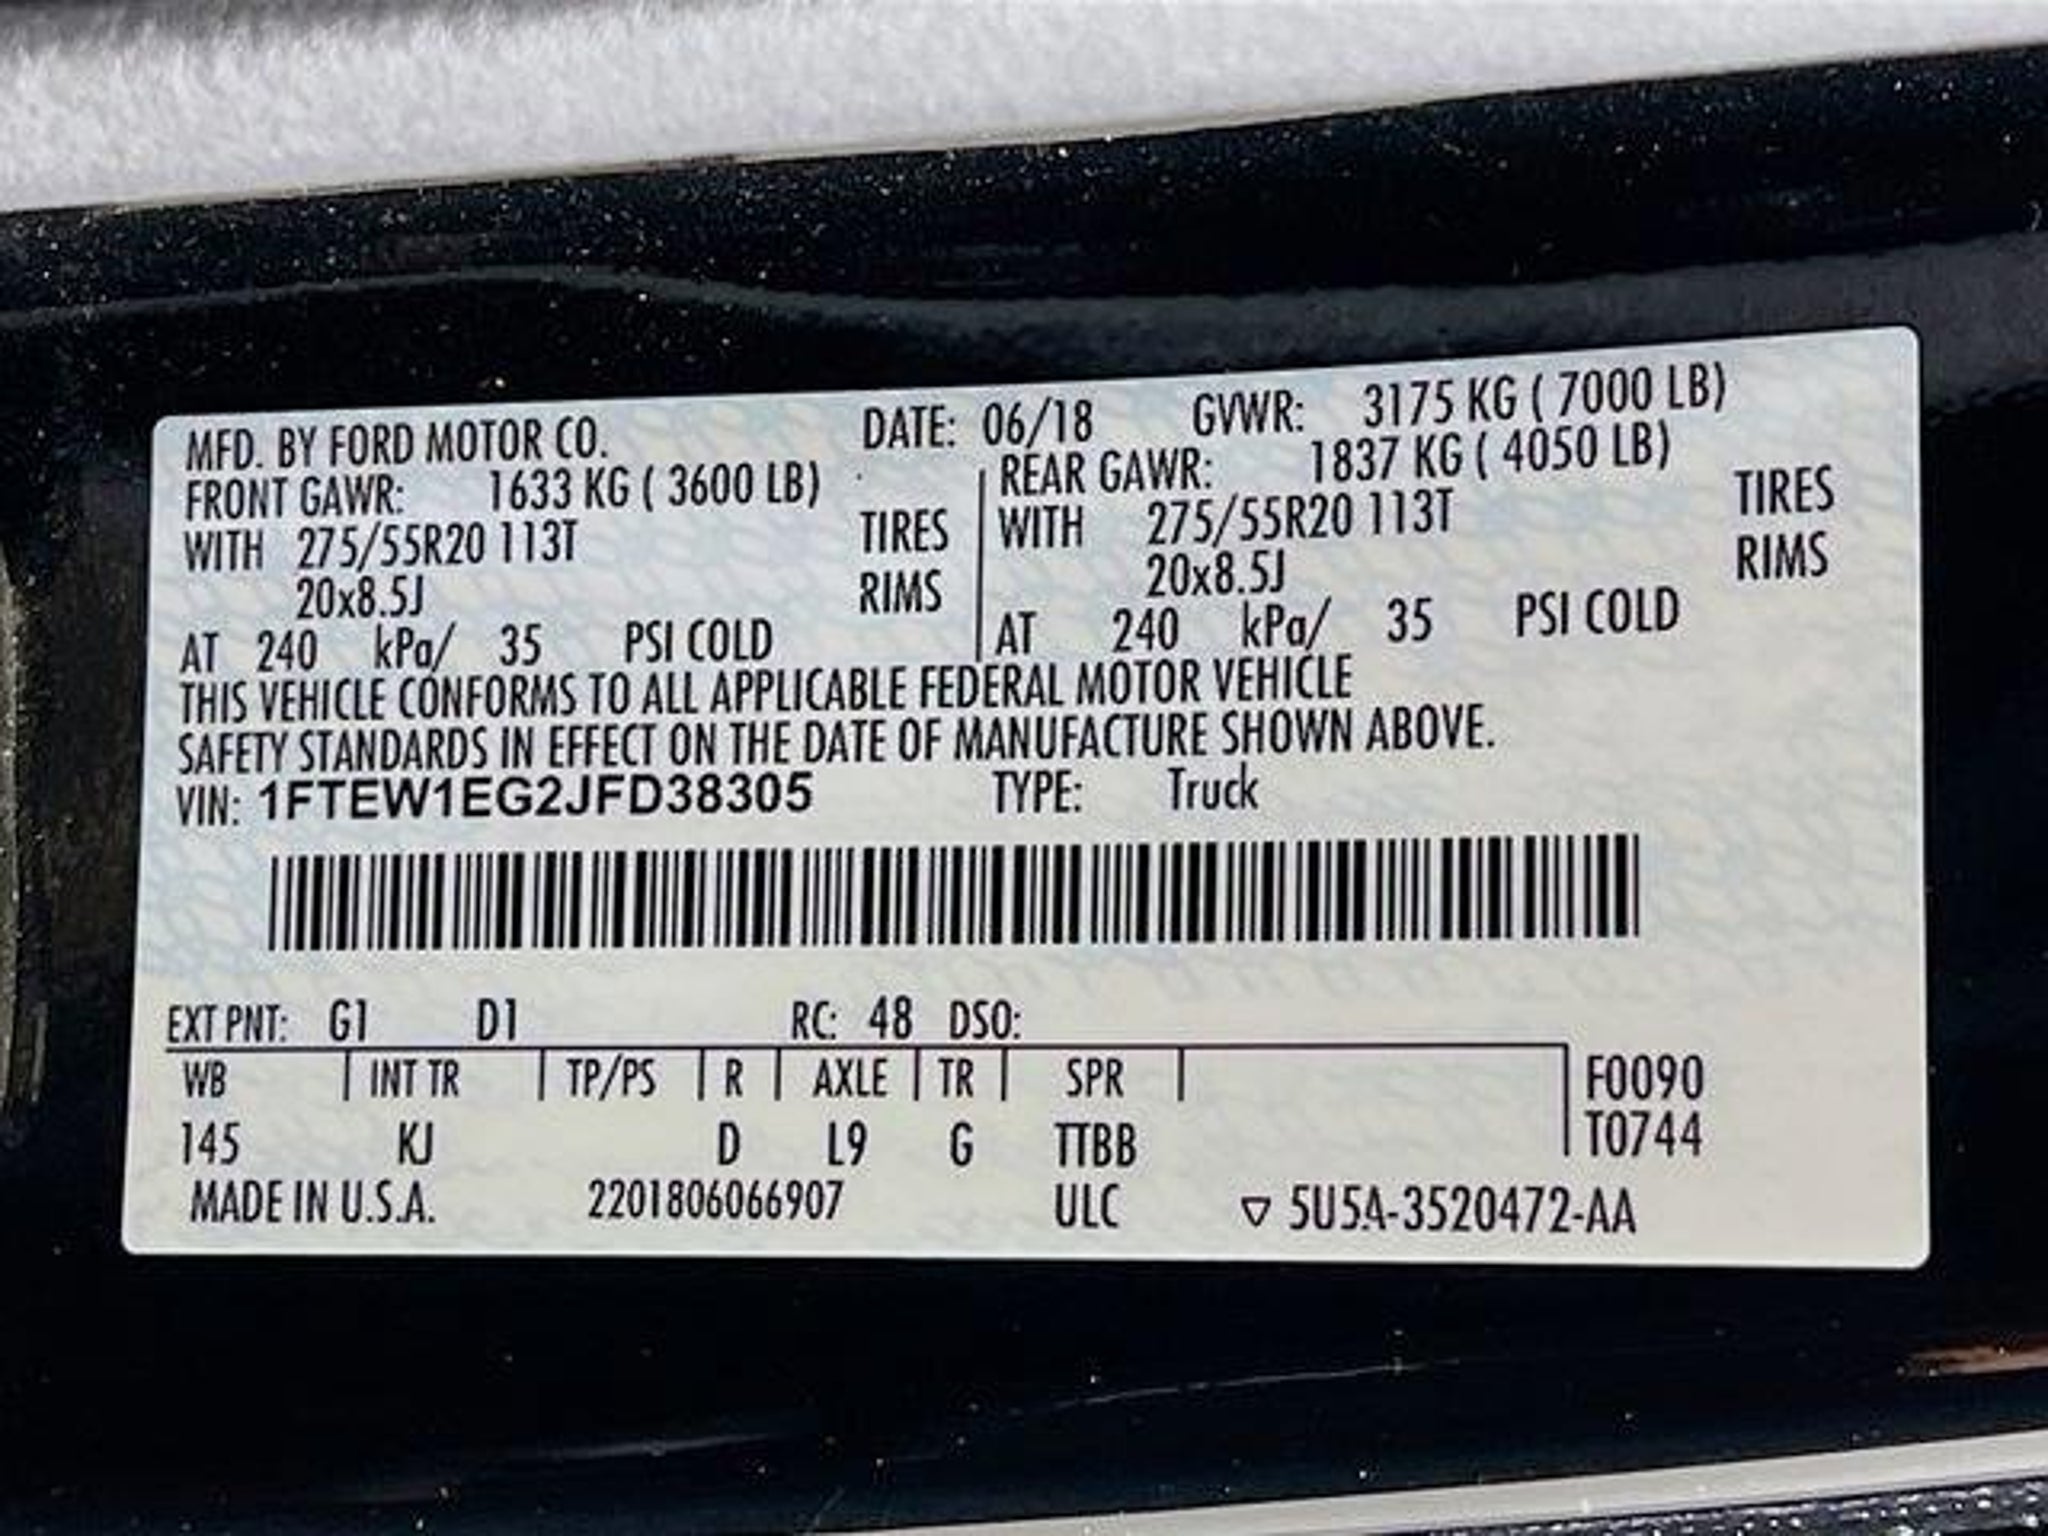 MFD. BY FORD MOTOR CO. DATE: 06/18 GVWR: 3175 KG ( 7000 LB)
FRONT GAWR: 1633 KG ( 3600 LB) REAR GAWR: 1837 KG ( 4050 LB)
WITH 275/55R20 113T TIRES WITH 275/55R20 113T TIRES
20x8.5J RIMS 20x8.5J RIMS
AT 240 kPa/ 35 PSI COLD AT 240 kPa/ 35 PSI COLD
THIS VEHICLE CONFORMS TO ALL APPLICABLE FEDERAL MOTOR VEHICLE
SAFETY STANDARDS IN EFFECT ON THE DATE OF MANUFACTURE SHOWN ABOVE.
VIN: 1FTEW1EG2JFD38305 TYPE: Truck
EXT PNT: G1 D1 RC: 48 DSO:
WB INT TR TP/PS R AXLE TR SPR F0090
145 KJ D L9 G TTBB T0744
MADE IN U.S.A. 2201806066907 ULC ▽ 5U5A-3520472-AA